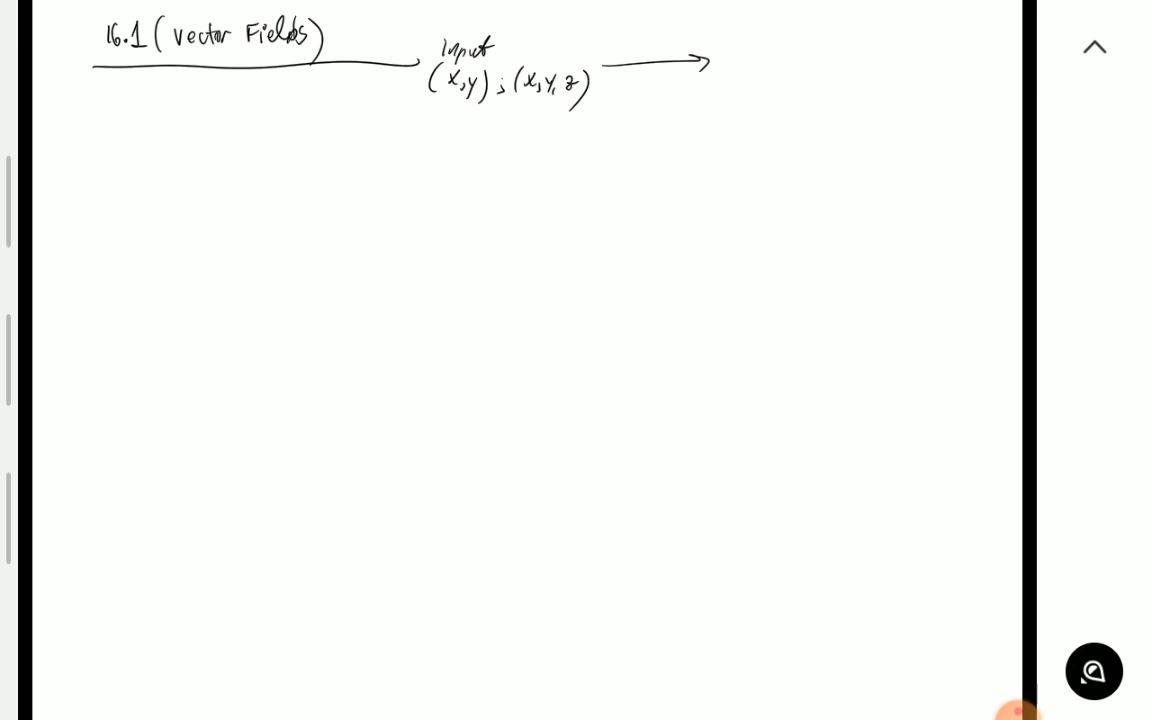 16.1 (vector Fields)
input
(x,y) ; (x,y,z) →